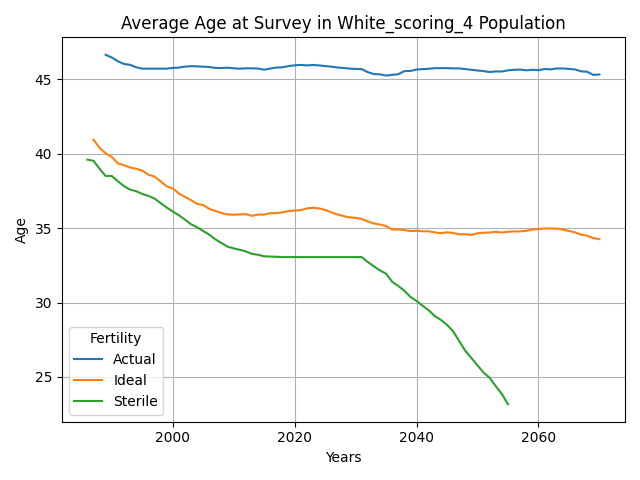 Average Age at Survey in White_scoring_4 Population
Age
45
40
35
30
25
Fertility
Actual
Ideal
Sterile
2000
2020
2040
2060
Years